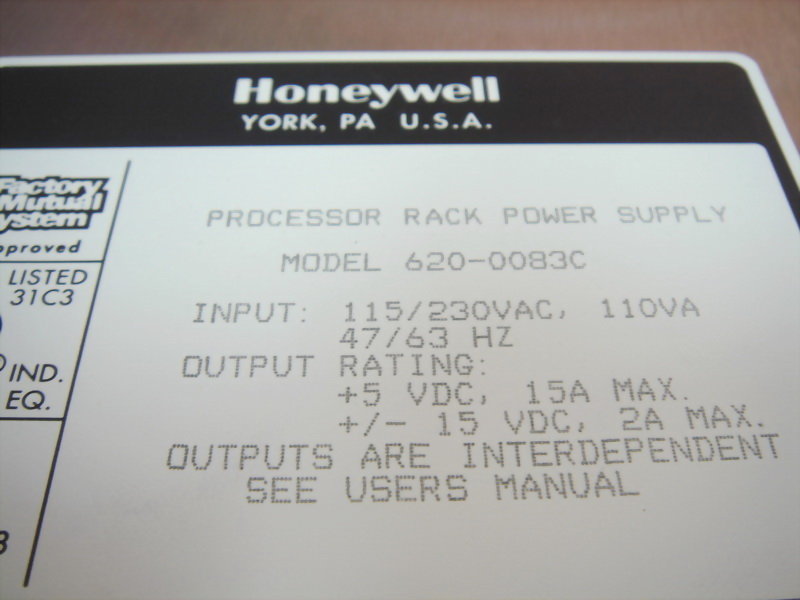 Honeywell
YORK, PA U.S.A.
Factory
Mutual
System
approved
LISTED
31C3
IND.
EQ.
PROCESSOR RACK POWER SUPPLY
MODEL 620-0083C
INPUT: 115/230VAC, 110VA
47/63 HZ
OUTPUT RATING:
+5 VDC, 15A MAX.
+/- 15 VDC, 2A MAX.
OUTPUTS ARE INTERDEPENDENT
SEE USERS MANUAL